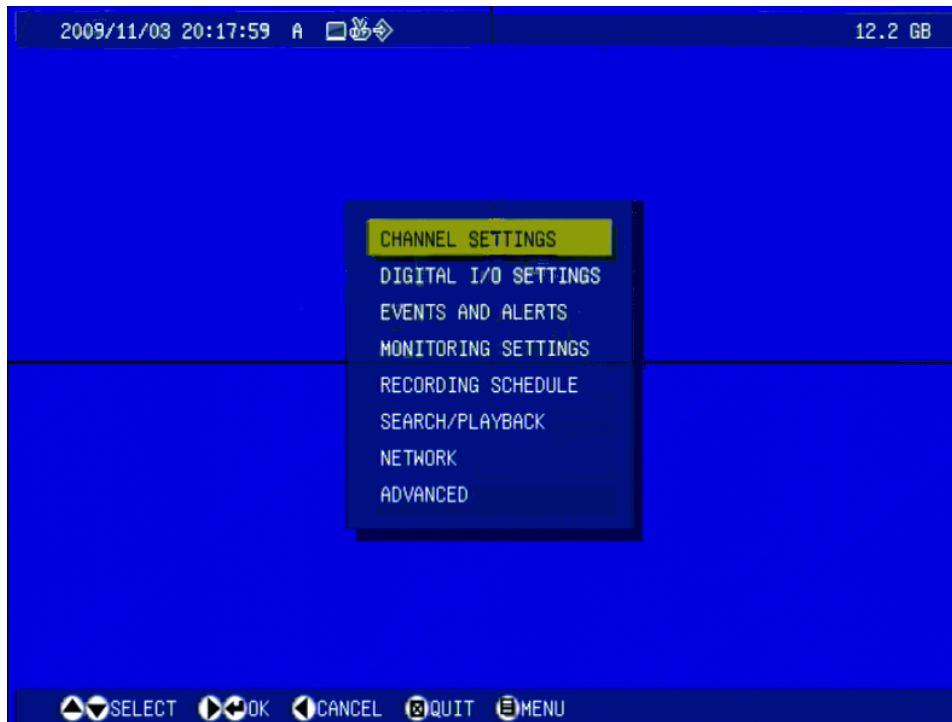 2009/11/03 20:17:59 A
12.2 GB
CHANNEL SETTINGS
DIGITAL I/O SETTINGS
EVENTS AND ALERTS
MONITORING SETTINGS
RECORDING SCHEDULE
SEARCH/PLAYBACK
NETWORK
ADVANCED
SELECT OK CANCEL QUIT MENU